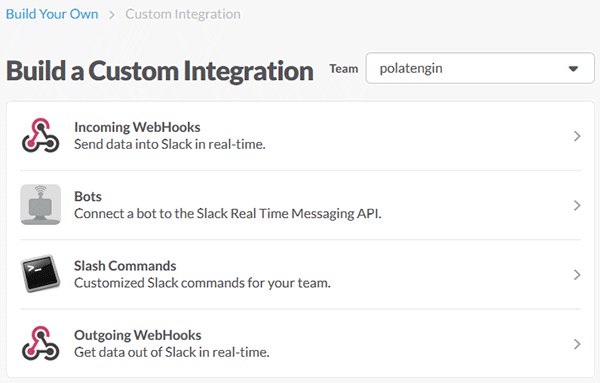 Build Your Own > Custom Integration
Build a Custom Integration Team polatengin
Incoming WebHooks
Send data into Slack in real-time.
Bots
Connect a bot to the Slack Real Time Messaging API.
>_
Slash Commands
Customized Slack commands for your team.
Outgoing WebHooks
Get data out of Slack in real-time.